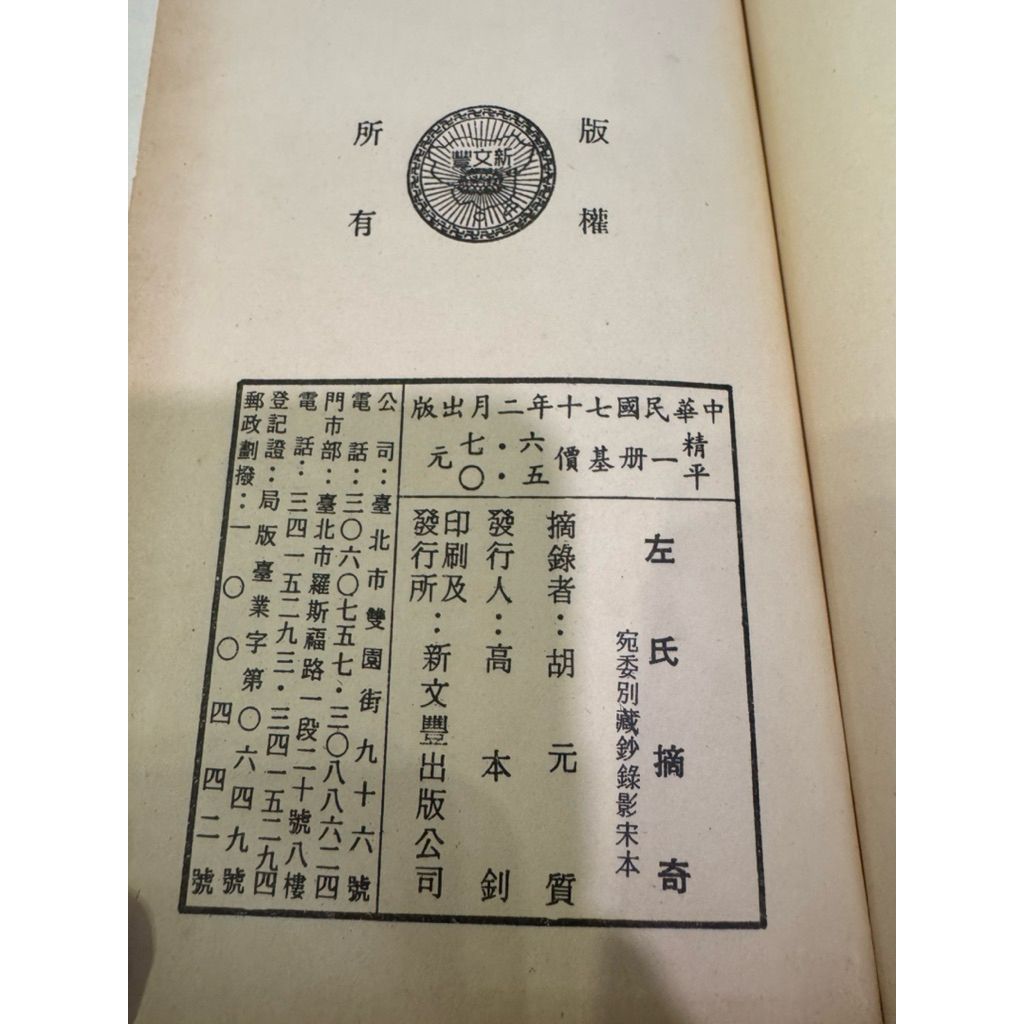 版權
所有
新文豐
中華民國七十年二月出版
精平一册基價六・七五・〇元
左氏摘奇
宛委別藏鈔錄影宋本
摘錄者：胡元質
發行人：高本釗
印刷及
發行所：新文豐出版公司
公司：臺北市雙園街九十六號
電話：三〇六〇七五七・三〇八八六二四
門市部：臺北市羅斯福路一段二十號八樓
電話：三四一五二九三・三四一五二九四
登記證：局版臺業字第〇六四九號
郵政劃撥：一〇〇四四二號